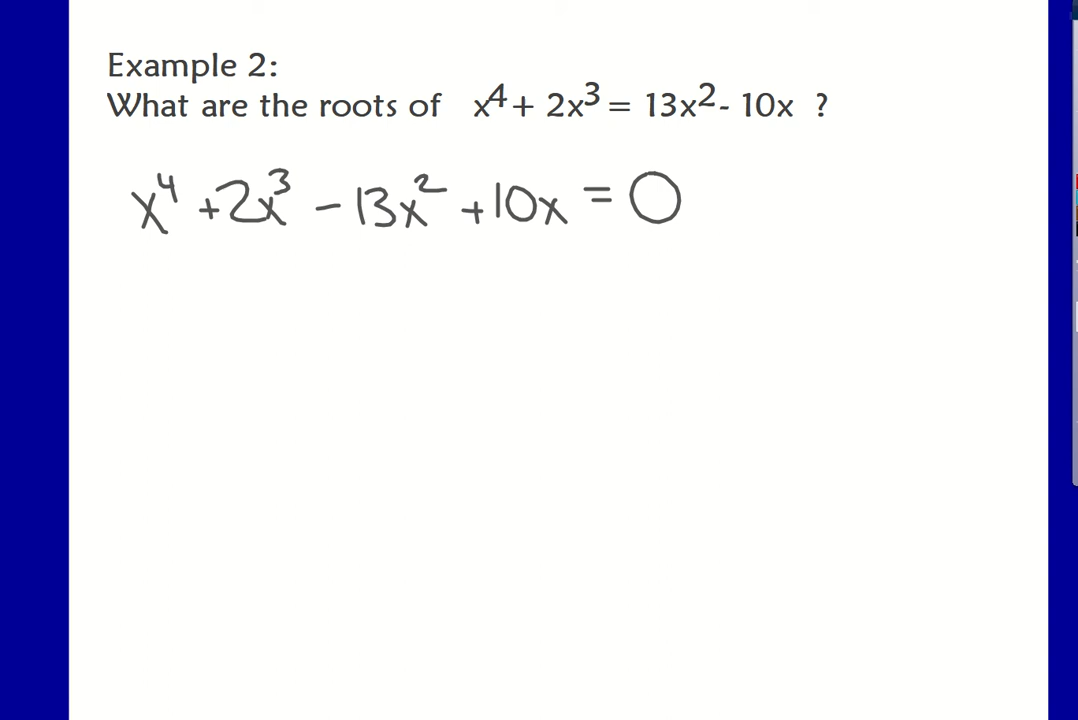 Example 2:
What are the roots of x⁴ + 2x³ = 13x² - 10x ?
x⁴ + 2x³ - 13x² + 10x = 0